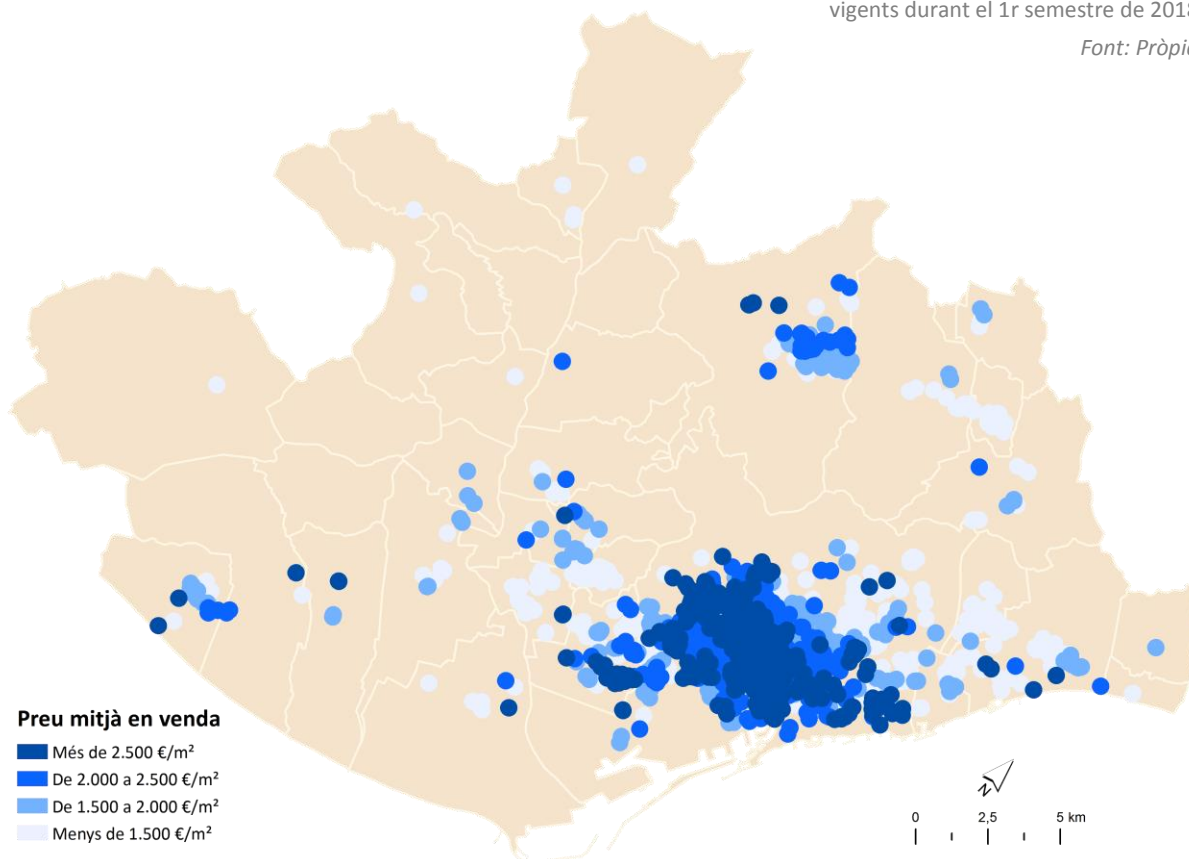 vigents durant el 1r semestre de 2018
Font: Pròpia
Preu mitjà en venda
Més de 2.500 €/m²
De 2.000 a 2.500 €/m²
De 1.500 a 2.000 €/m²
Menys de 1.500 €/m²
N
0 2,5 5 km